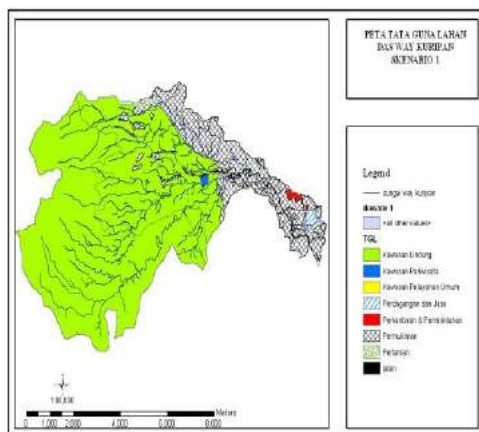 PETA TATA GUNA LAHAN
DAS WAY KURIPAN
SKENARIO 1
Legend
sungai way kuripan
skenario 1
<all other values>
TGL
Kawasan Lindung
Kawasan Pariwisata
Kawasan Pelayanan Umum
Perdagangan dan Jasa
Perkantoran & Pemerintahan
Permukiman
Pertanian
jalan
Meters
0 1,000 2,000 4,000 6,000 8,000